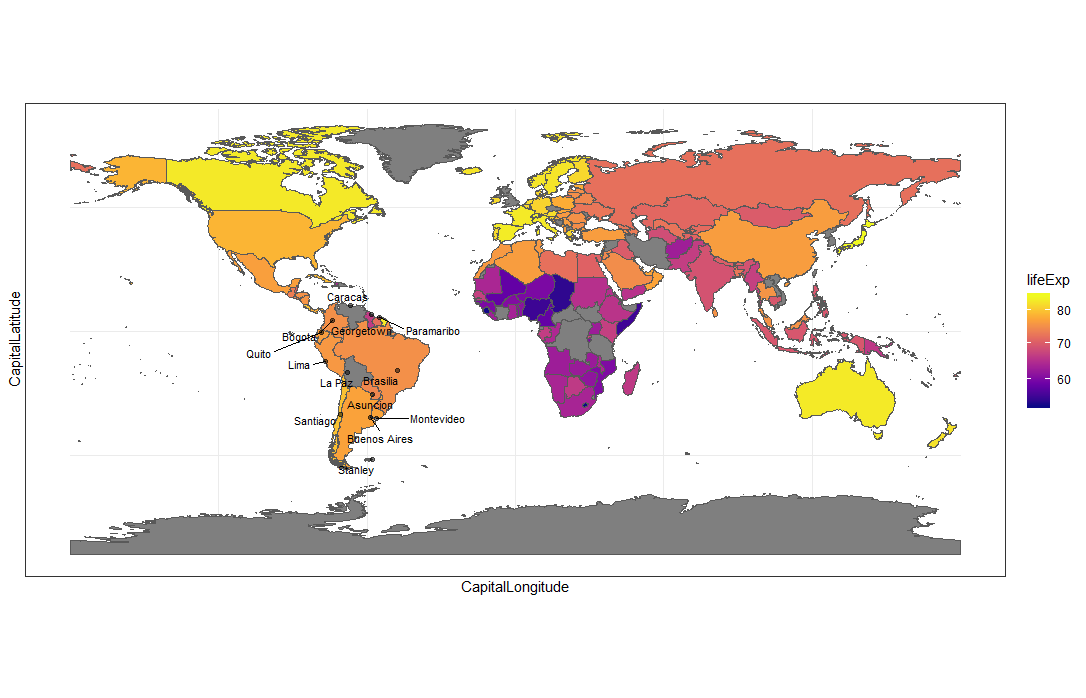 CapitalLatitude
Caracas
Georgetown
Paramaribo
Bogota
Quito
Lima
La Paz
Brasilia
Asuncion
Santiago
Montevideo
Buenos Aires
Stanley
CapitalLongitude
lifeExp
80
70
60